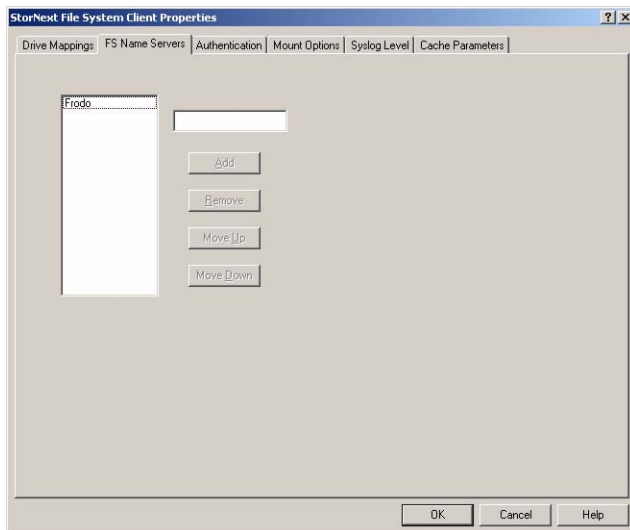 StorNext File System Client Properties
Drive Mappings
FS Name Servers
Authentication
Mount Options
Syslog Level
Cache Parameters
Frodo
Add
Remove
Move Up
Move Down
OK
Cancel
Help